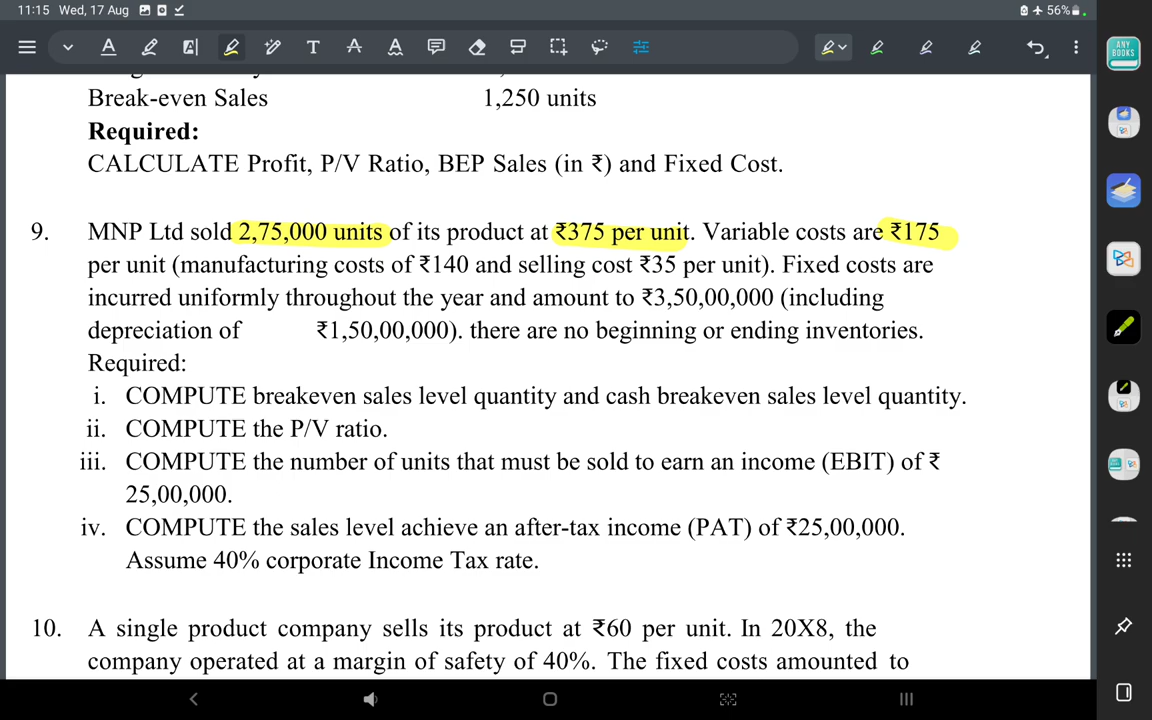 11:15 Wed, 17 Aug
56%
Break-even Sales 1,250 units
Required:
CALCULATE Profit, P/V Ratio, BEP Sales (in ₹) and Fixed Cost.
9. MNP Ltd sold 2,75,000 units of its product at ₹375 per unit. Variable costs are ₹175
per unit (manufacturing costs of ₹140 and selling cost ₹35 per unit). Fixed costs are
incurred uniformly throughout the year and amount to ₹3,50,00,000 (including
depreciation of ₹1,50,00,000). there are no beginning or ending inventories.
Required:
i. COMPUTE breakeven sales level quantity and cash breakeven sales level quantity.
ii. COMPUTE the P/V ratio.
iii. COMPUTE the number of units that must be sold to earn an income (EBIT) of ₹
25,00,000.
iv. COMPUTE the sales level achieve an after-tax income (PAT) of ₹25,00,000.
Assume 40% corporate Income Tax rate.
10. A single product company sells its product at ₹60 per unit. In 20X8, the
company operated at a margin of safety of 40%. The fixed costs amounted to
ANY
BOOKS